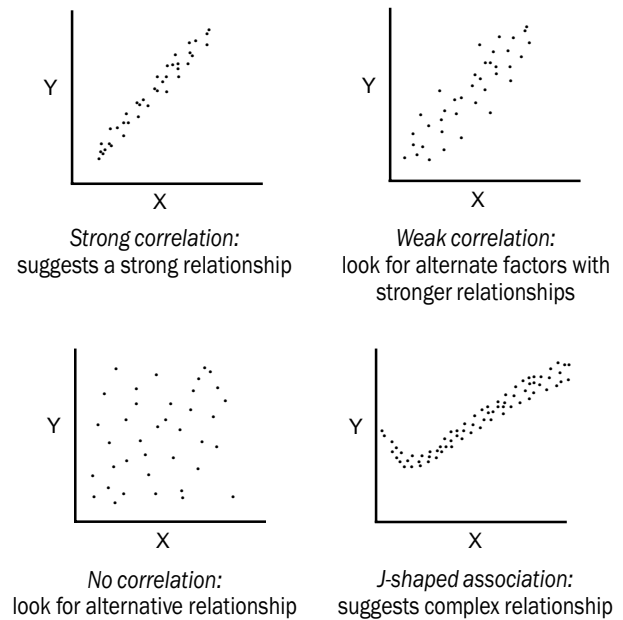 Y
X
Strong correlation:
suggests a strong relationship
Y
X
Weak correlation:
look for alternate factors with
stronger relationships
Y
X
No correlation:
look for alternative relationship
Y
X
J-shaped association:
suggests complex relationship